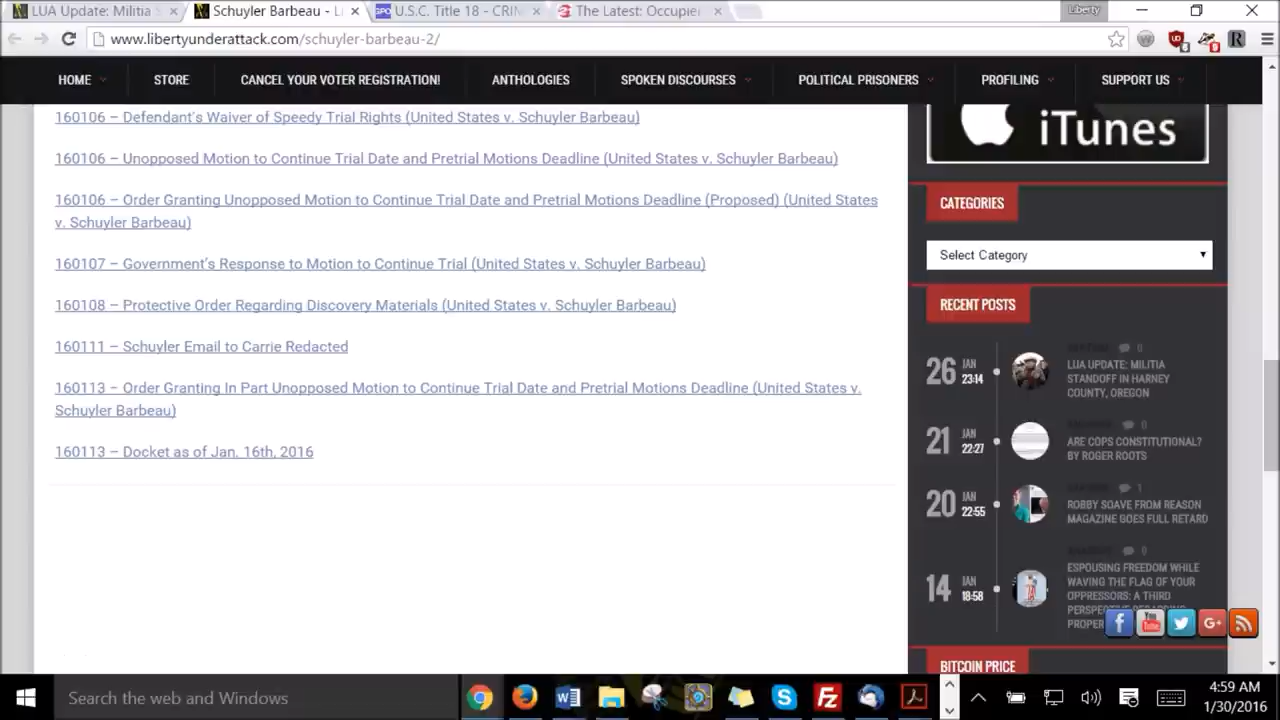 LUA Update: Militia S
Schuyler Barbeau - Li
U.S.C. Title 18 - CRIM
The Latest: Occupier
Liberty
www.libertyunderattack.com/schuyler-barbeau-2/
HOME
STORE
CANCEL YOUR VOTER REGISTRATION!
ANTHOLOGIES
SPOKEN DISCOURSES
POLITICAL PRISONERS
PROFILING
SUPPORT US
160106 – Defendant's Waiver of Speedy Trial Rights (United States v. Schuyler Barbeau)
160106 – Unopposed Motion to Continue Trial Date and Pretrial Motions Deadline (United States v. Schuyler Barbeau)
160106 – Order Granting Unopposed Motion to Continue Trial Date and Pretrial Motions Deadline (Proposed) (United States
v. Schuyler Barbeau)
160107 – Government's Response to Motion to Continue Trial (United States v. Schuyler Barbeau)
160108 – Protective Order Regarding Discovery Materials (United States v. Schuyler Barbeau)
160111 – Schuyler Email to Carrie Redacted
160113 – Order Granting In Part Unopposed Motion to Continue Trial Date and Pretrial Motions Deadline (United States v.
Schuyler Barbeau)
160113 – Docket as of Jan. 16th, 2016
iTunes
CATEGORIES
Select Category
RECENT POSTS
0
26 JAN 23:14
LUA UPDATE: MILITIA
STANDOFF IN HARNEY
COUNTY, OREGON
0
21 JAN 22:27
ARE COPS CONSTITUTIONAL?
BY ROGER ROOTS
1
20 JAN 22:55
ROBBY SOAVE FROM REASON
MAGAZINE GOES FULL RETARD
0
14 JAN 18:58
ESPOUSING FREEDOM WHILE
WAVING THE FLAG OF YOUR
OPPRESSORS: A THIRD
PERSPECTIVE REGARDING
PROPER
BITCOIN PRICE
Search the web and Windows
4:59 AM
1/30/2016